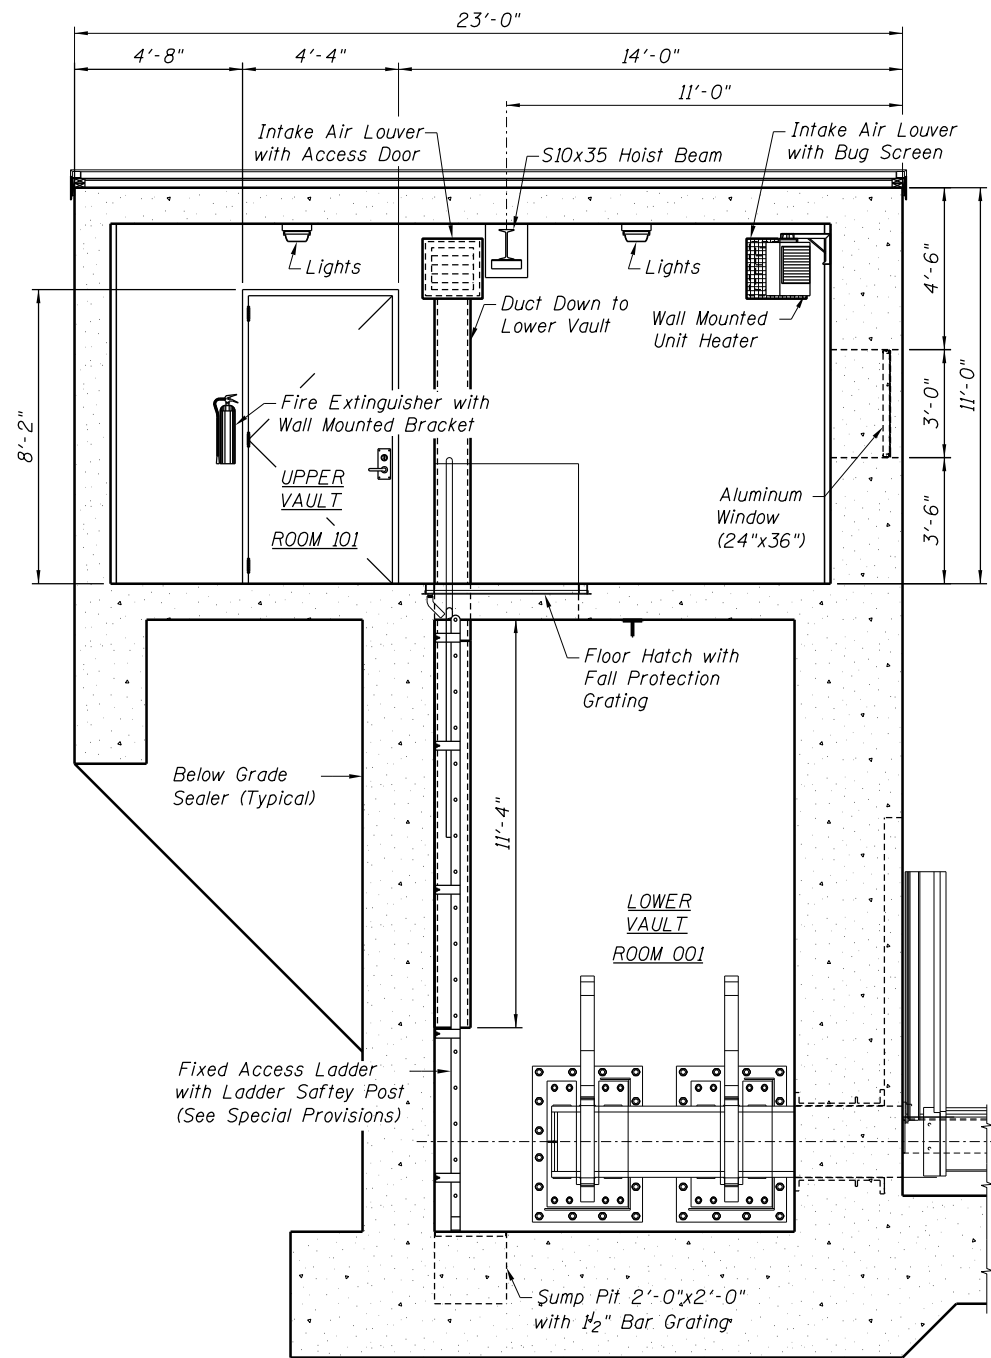 23'-0"
4'-8"
4'-4"
14'-0"
11'-0"
Intake Air Louver
with Access Door
S10x35 Hoist Beam
Intake Air Louver
with Bug Screen
Lights
Lights
4'-6"
Duct Down to
Lower Vault
Wall Mounted
Unit Heater
8'-2"
Fire Extinguisher with
Wall Mounted Bracket
3'-0"
11'-0"
UPPER
VAULT
ROOM 101
Aluminum
Window
(24"x36")
3'-6"
Floor Hatch with
Fall Protection
Grating
Below Grade
Sealer (Typical)
11'-4"
LOWER
VAULT
ROOM 001
Fixed Access Ladder
with Ladder Saftey Post
(See Special Provisions)
Sump Pit 2'-0"x2'-0"
with 1½" Bar Grating